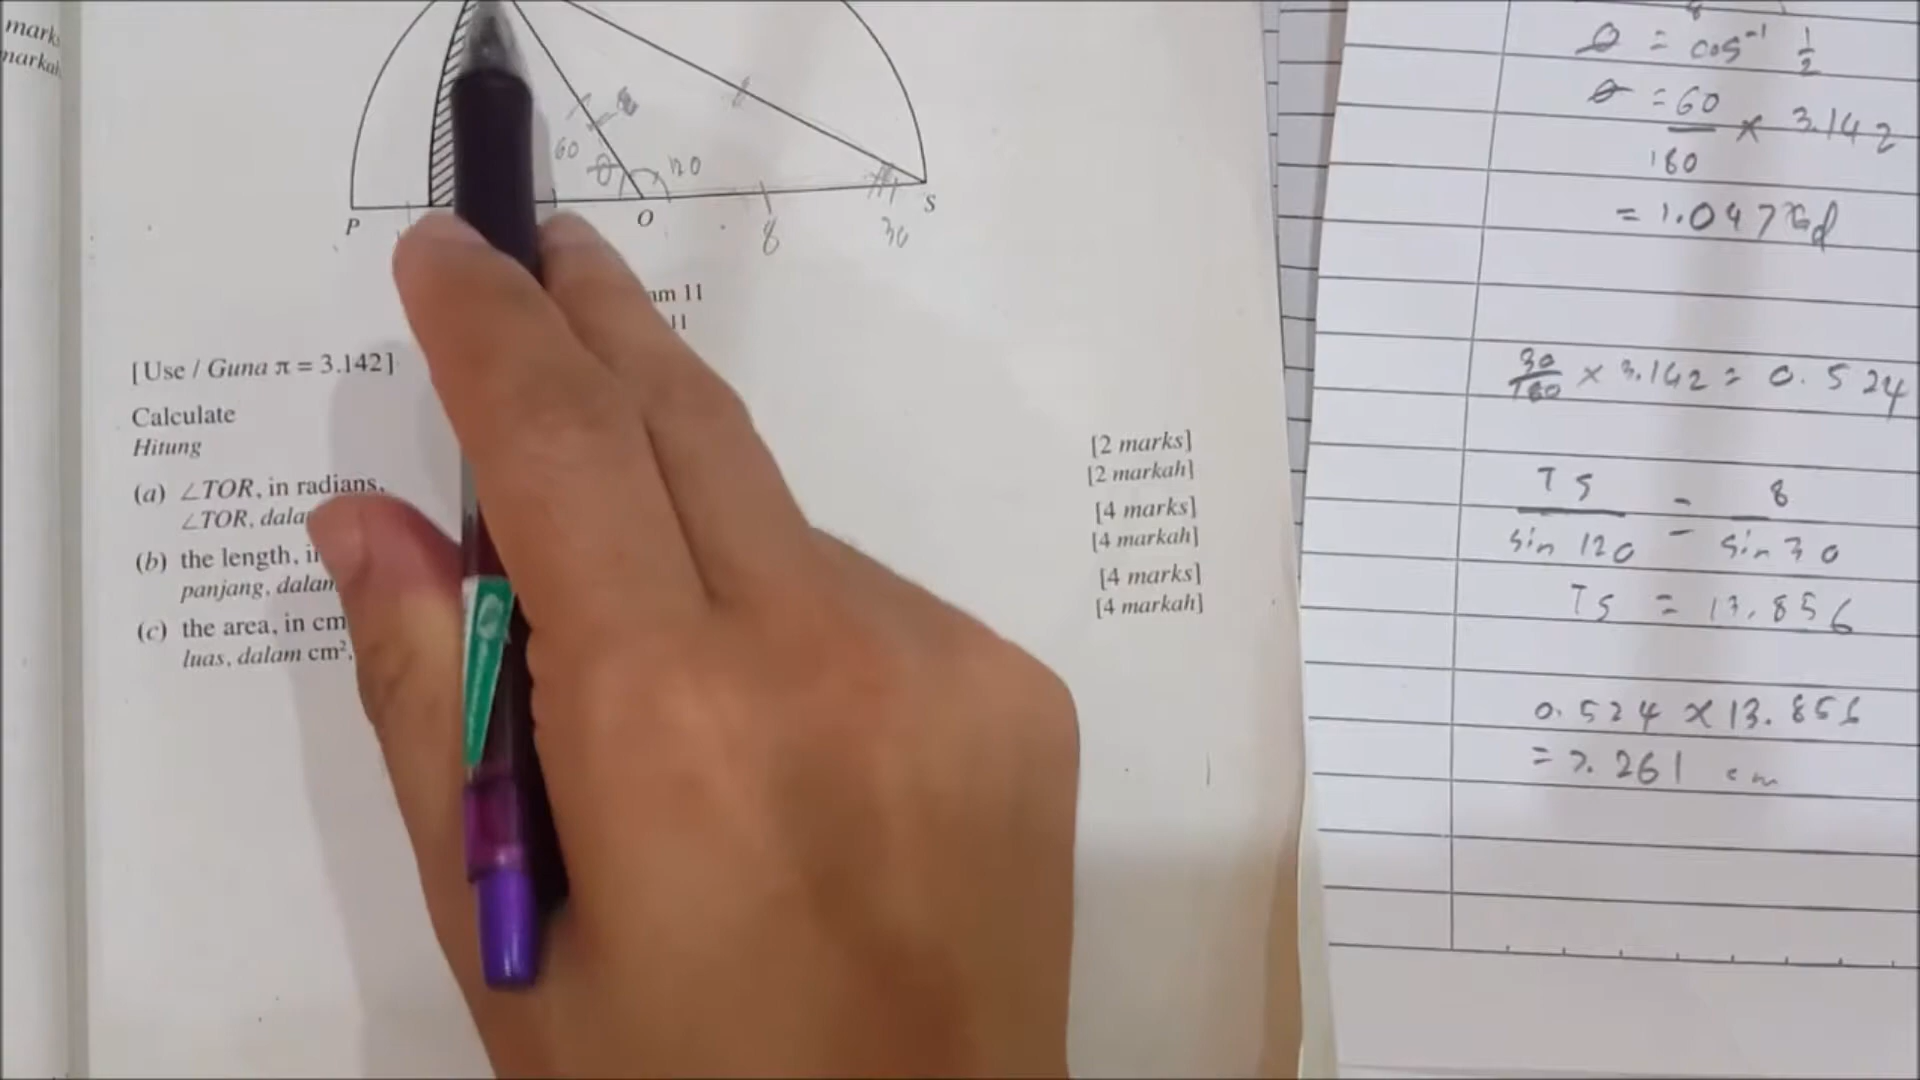 mark
markah
60
θ
120
P
O
8
30
S
am 11
11
[Use / Guna π = 3.142]
Calculate
Hitung
(a) ∠TOR, in radians,
∠TOR, dala
(b) the length, i
panjang, dalam
(c) the area, in cm
luas, dalam cm²,
[2 marks]
[2 markah]
[4 marks]
[4 markah]
[4 marks]
[4 markah]
θ = cos⁻¹ 1/2
θ = 60/180 × 3.142
= 1.047 rad
30/180 × 3.142 = 0.524
TS/sin 120 = 8/sin 30
TS = 13.856
0.524 × 13.856
= 7.261 cm